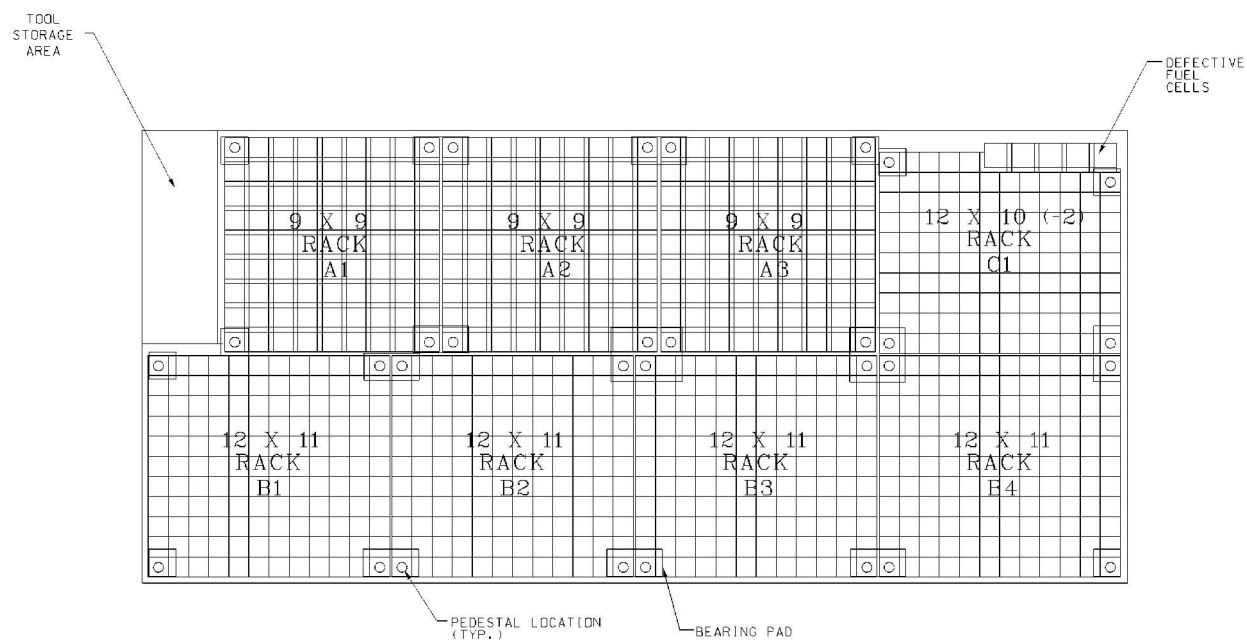 TOOL
STORAGE
AREA
DEFECTIVE
FUEL
CELLS
9 X 9
RACK
A1
9 X 9
RACK
A2
9 X 9
RACK
A3
12 X 10 (-2)
RACK
C1
12 X 11
RACK
B1
12 X 11
RACK
B2
12 X 11
RACK
B3
12 X 11
RACK
B4
PEDESTAL LOCATION
(TYP.)
BEARING PAD